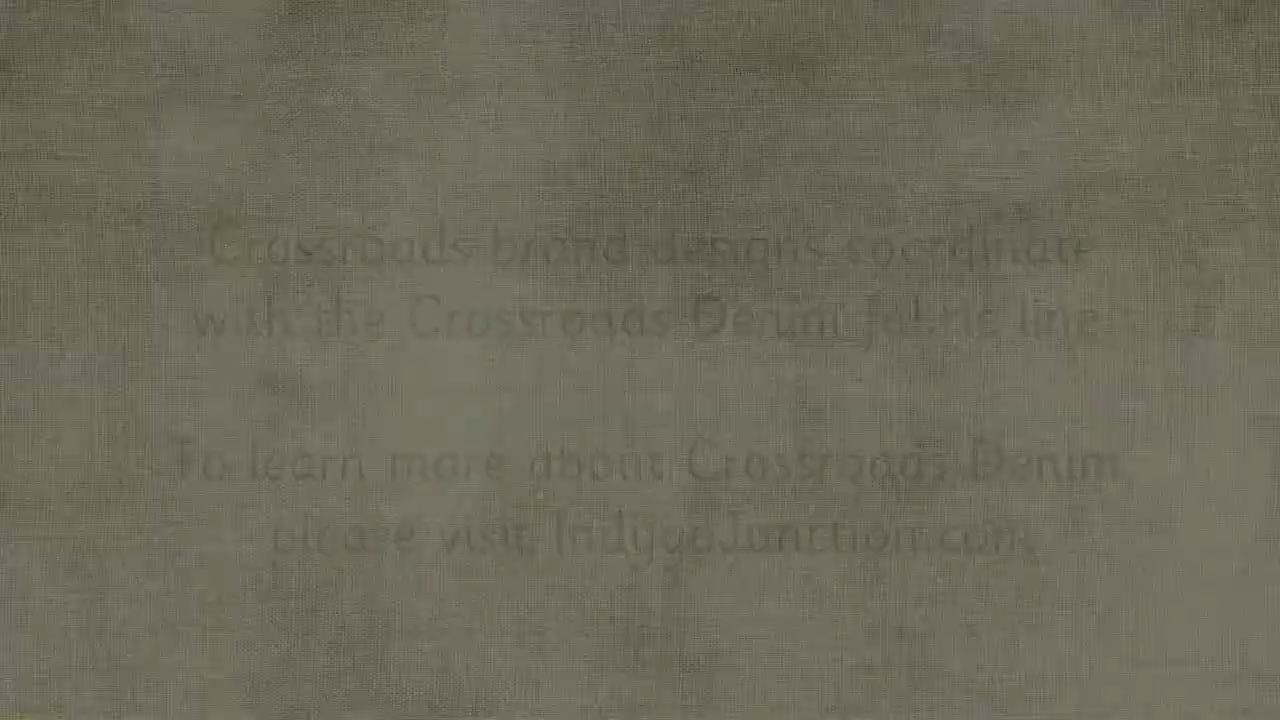 Crossroads brand designs coordinate
with the Crossroads Denim fabric line
To learn more about Crossroads Denim
please visit IndygoJunction.com